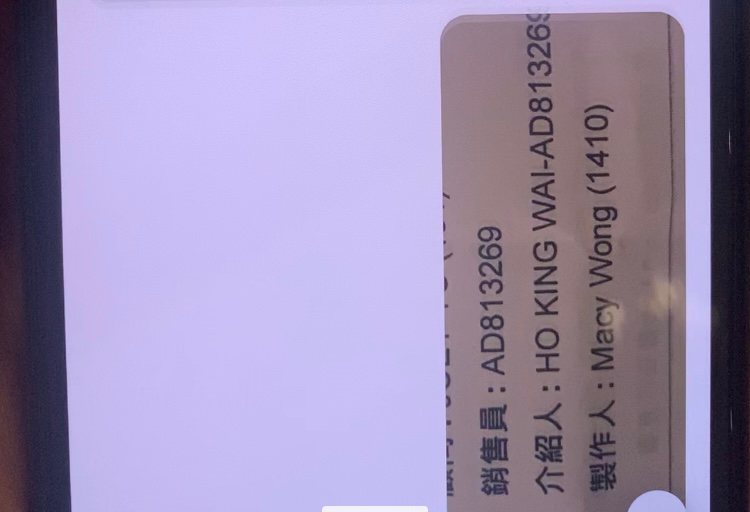 銷售員：AD813269
介紹人：HO KING WAI-AD813269
製作人：Macy Wong (1410)